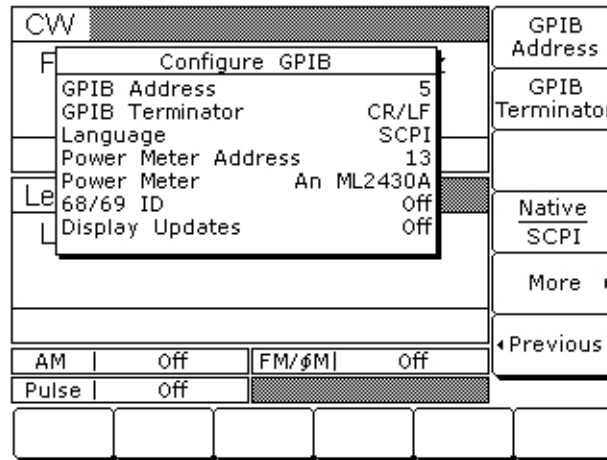 CW
F
Configure GPIB
GPIB Address 5
GPIB Terminator CR/LF
Language SCPI
Power Meter Address 13
Power Meter An ML2430A
68/69 ID Off
Display Updates Off
Le
L
AM | Off
FM/ϕM| Off
Pulse | Off
GPIB
Address
GPIB
Terminator
Native
SCPI
More
Previous